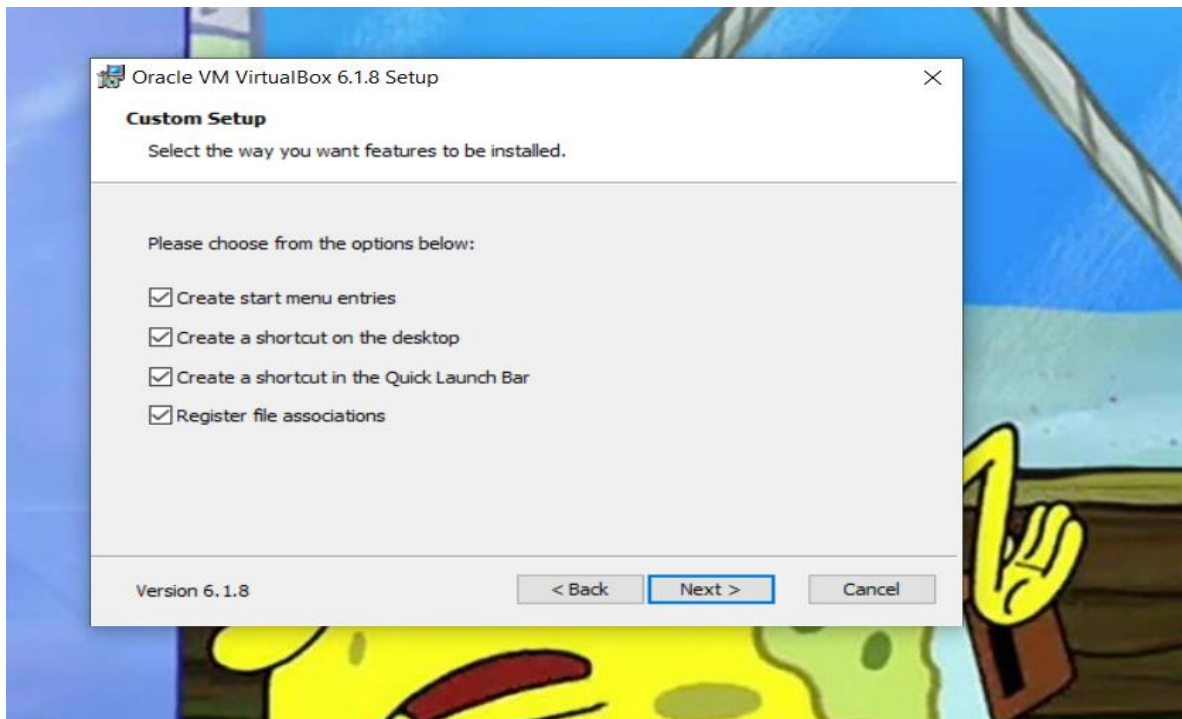 Oracle VM VirtualBox 6.1.8 Setup
Custom Setup
Select the way you want features to be installed.
Please choose from the options below:
Create start menu entries
Create a shortcut on the desktop
Create a shortcut in the Quick Launch Bar
Register file associations
Version 6.1.8
< Back Next > Cancel